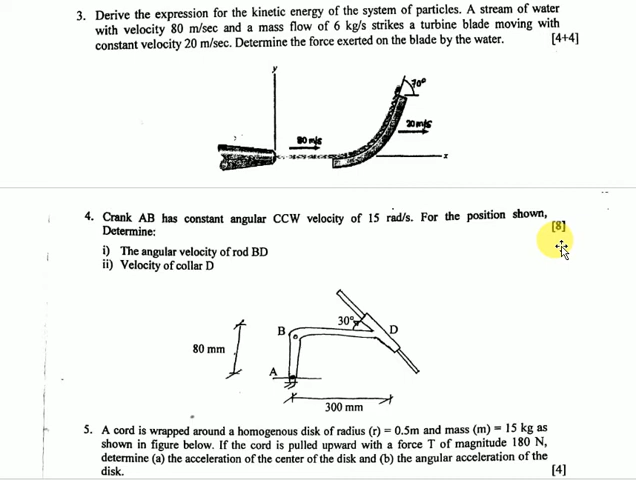 3. Derive the expression for the kinetic energy of the system of particles. A stream of water
with velocity 80 m/sec and a mass flow of 6 kg/s strikes a turbine blade moving with
constant velocity 20 m/sec. Determine the force exerted on the blade by the water. [4+4]
y
70°
80 m/s
20 m/s
x
4. Crank AB has constant angular CCW velocity of 15 rad/s. For the position shown,
Determine: [8]
i) The angular velocity of rod BD
ii) Velocity of collar D
30°
B
D
80 mm
A
300 mm
5. A cord is wrapped around a homogenous disk of radius (r) = 0.5m and mass (m) = 15 kg as
shown in figure below. If the cord is pulled upward with a force T of magnitude 180 N,
determine (a) the acceleration of the center of the disk and (b) the angular acceleration of the
disk. [4]